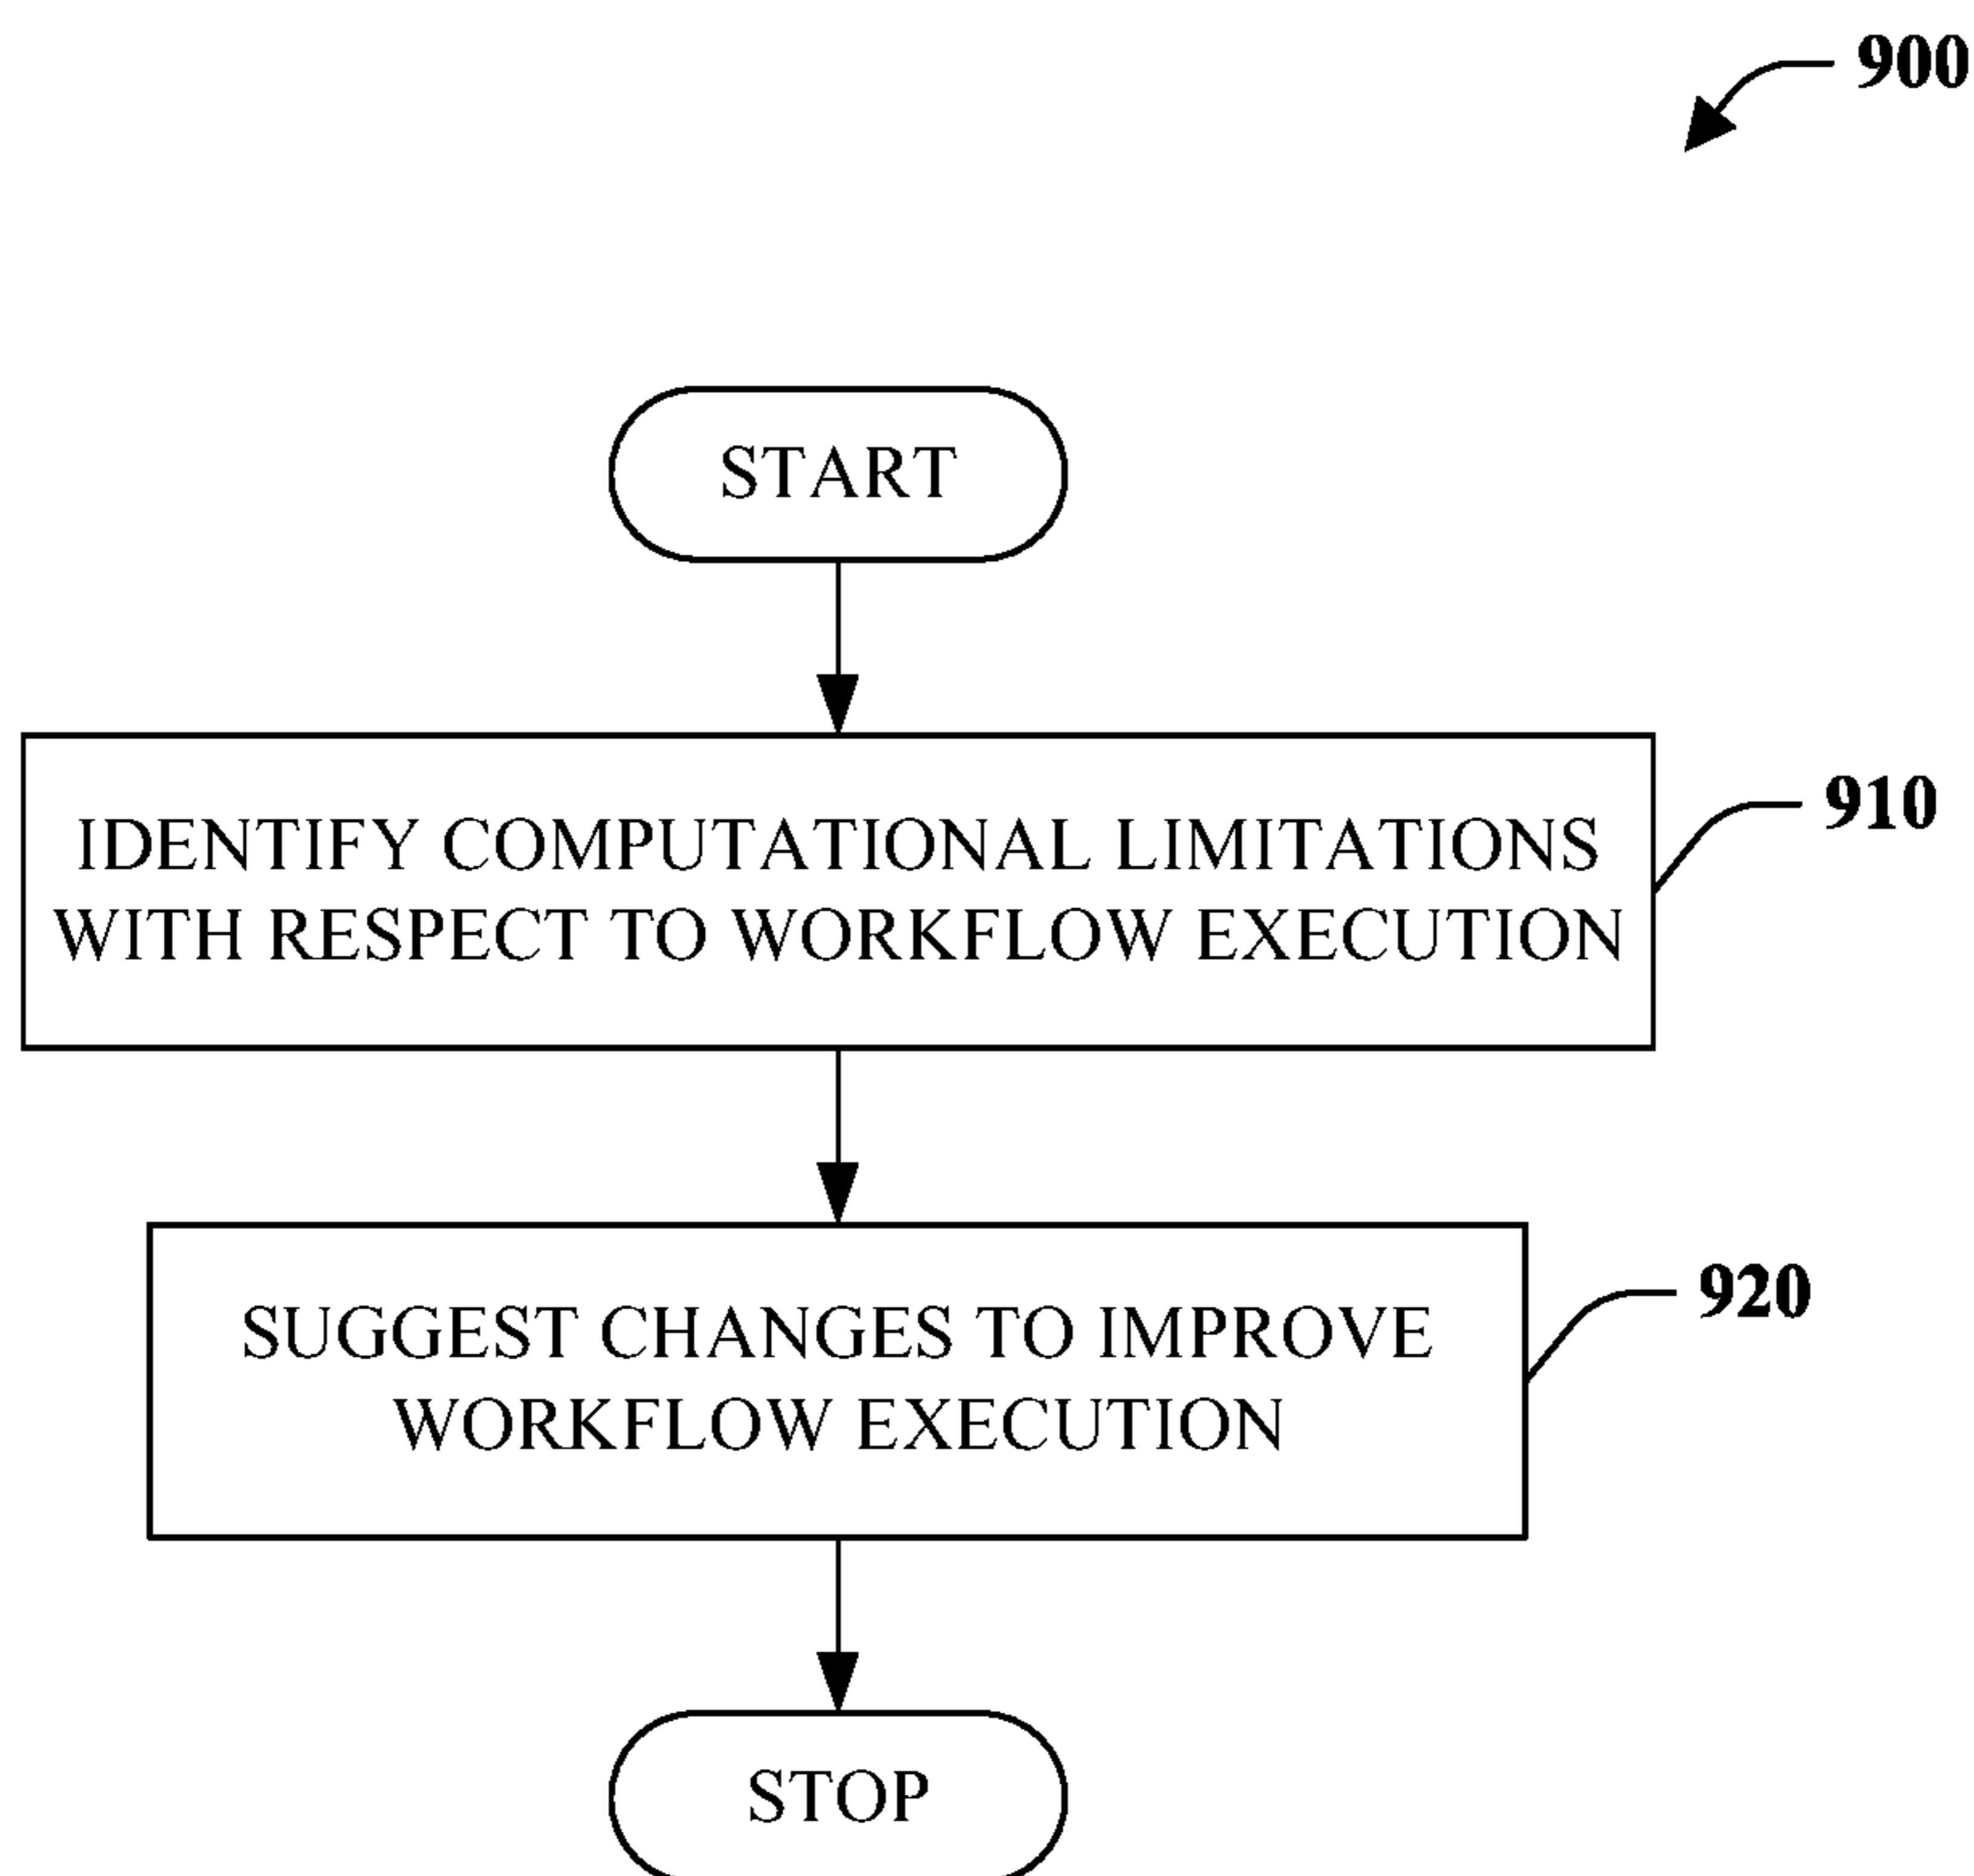 900
START
IDENTIFY COMPUTATIONAL LIMITATIONS
WITH RESPECT TO WORKFLOW EXECUTION
910
SUGGEST CHANGES TO IMPROVE
WORKFLOW EXECUTION
920
STOP